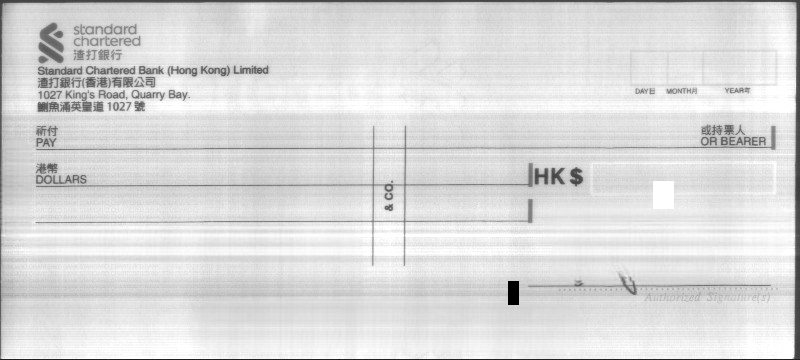 standard
chartered
渣打銀行
Standard Chartered Bank (Hong Kong) Limited
渣打銀行(香港)有限公司
1027 King's Road, Quarry Bay.
鰂魚涌英皇道 1027 號
DAY日 MONTH月 YEAR年
祈付
PAY
或持票人
OR BEARER
港幣
DOLLARS
HK $
& CO.
Authorized Signature(s)